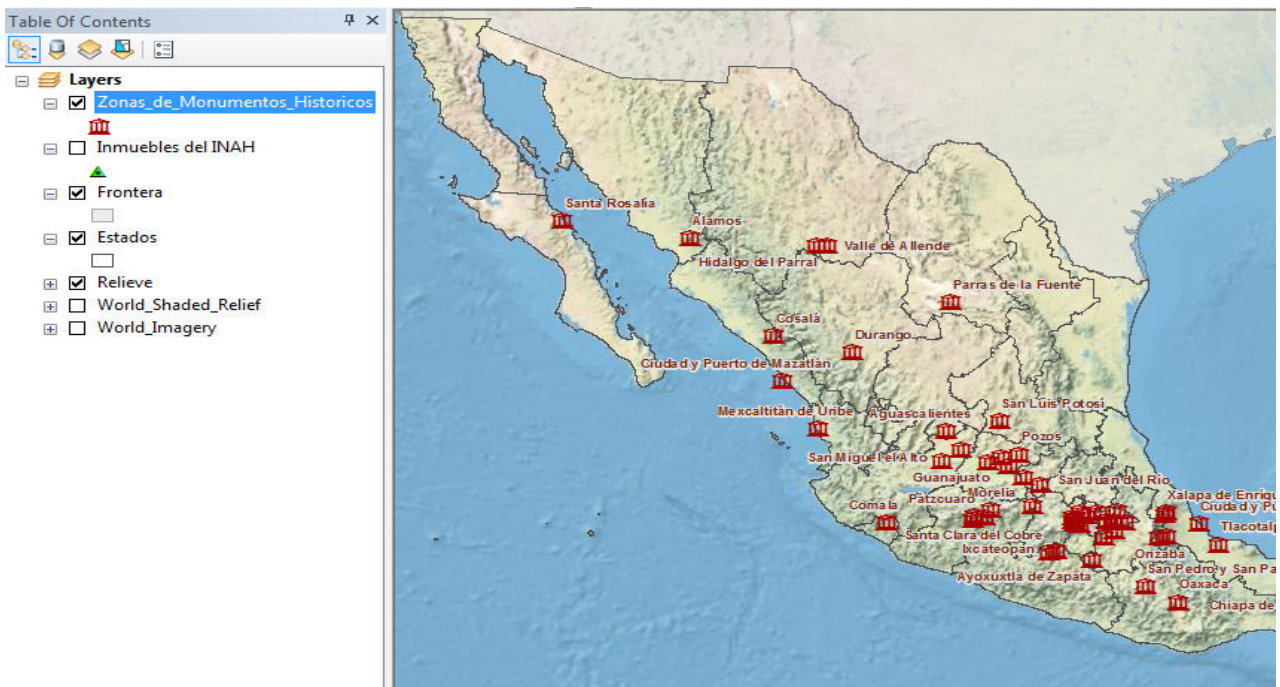 Table Of Contents
Layers
Zonas_de_Monumentos_Historicos
Inmuebles del INAH
Frontera
Estados
Relieve
World_Shaded_Relief
World_Imagery
Santa Rosalía
Alamos
Valle de Allende
Hidalgo del Parral
Parras de la Fuente
Cosalá
Durango
Ciudad y Puerto de Mazatlán
Mexcaltitán de Uribe
Aguascalientes
San Luis Potosí
Pozos
San Miguel el Alto
Guanajuato
San Juan del Río
Pátzcuaro
Morelia
Comala
Xalapa de Enríqu
Ciudad y Pu
Tlacotalp
Santa Clara del Cobre
Ixcateopan
Orizaba
Ayoxuxtla de Zapata
San Pedro y San Pa
Oaxaca
Chiapa de